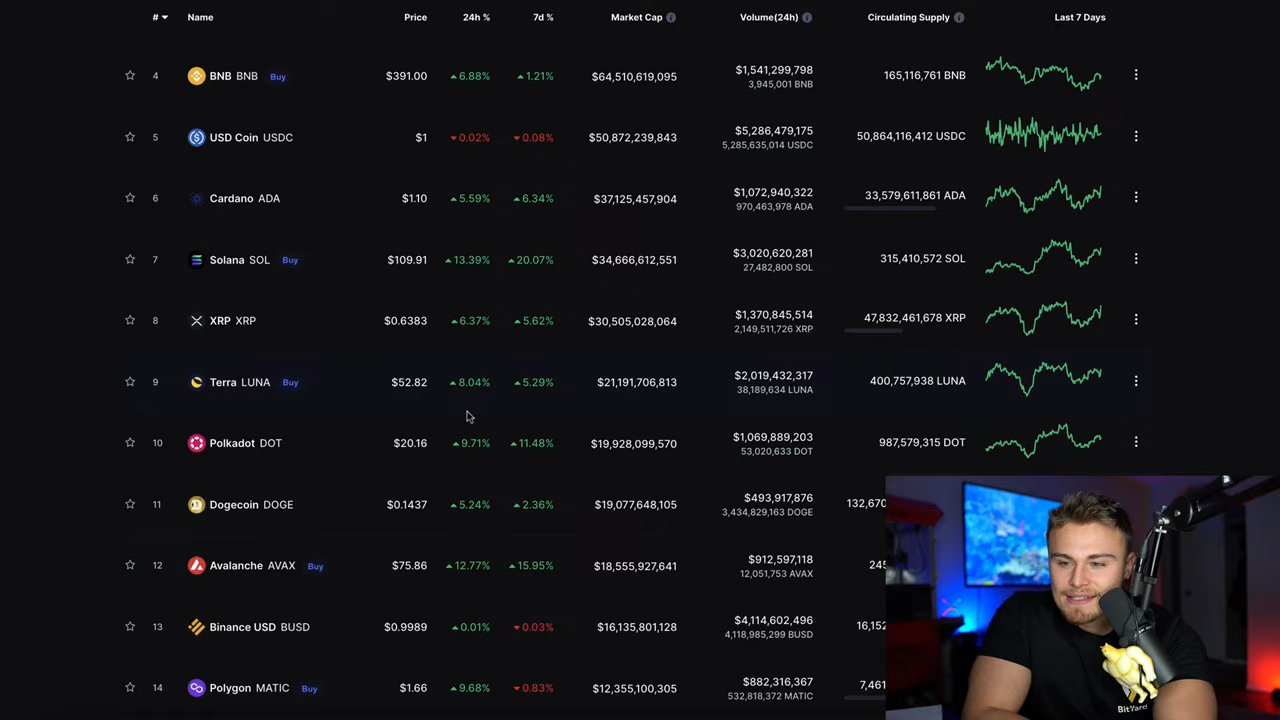 # Name Price 24h % 7d % Market Cap Volume(24h) Circulating Supply Last 7 Days
4 BNB BNB Buy $391.00 6.88% 1.21% $64,510,619,095 $1,541,299,798 165,116,761 BNB
3,945,001 BNB
5 USD Coin USDC $1 0.02% 0.08% $50,872,239,843 $5,286,479,175 50,864,116,412 USDC
5,285,635,014 USDC
6 Cardano ADA $1.10 5.59% 6.34% $37,125,457,904 $1,072,940,322 33,579,611,861 ADA
970,463,978 ADA
7 Solana SOL Buy $109.91 13.39% 20.07% $34,666,612,551 $3,020,620,281 315,410,572 SOL
27,482,800 SOL
8 XRP XRP $0.6383 6.37% 5.62% $30,505,028,064 $1,370,845,514 47,832,461,678 XRP
2,149,511,726 XRP
9 Terra LUNA Buy $52.82 8.04% 5.29% $21,191,706,813 $2,019,432,317 400,757,938 LUNA
38,189,634 LUNA
10 Polkadot DOT $20.16 9.71% 11.48% $19,928,099,570 $1,069,889,203 987,579,315 DOT
53,020,633 DOT
11 Dogecoin DOGE $0.1437 5.24% 2.36% $19,077,648,105 $493,917,876 132,670
3,434,829,163 DOGE
12 Avalanche AVAX Buy $75.86 12.77% 15.95% $18,555,927,641 $912,597,118 245
12,051,753 AVAX
13 Binance USD BUSD $0.9989 0.01% 0.03% $16,135,801,128 $4,114,602,496 16,152
4,118,985,299 BUSD
14 Polygon MATIC Buy $1.66 9.68% 0.83% $12,355,100,305 $882,316,367 7,461
532,818,372 MATIC
BitYard